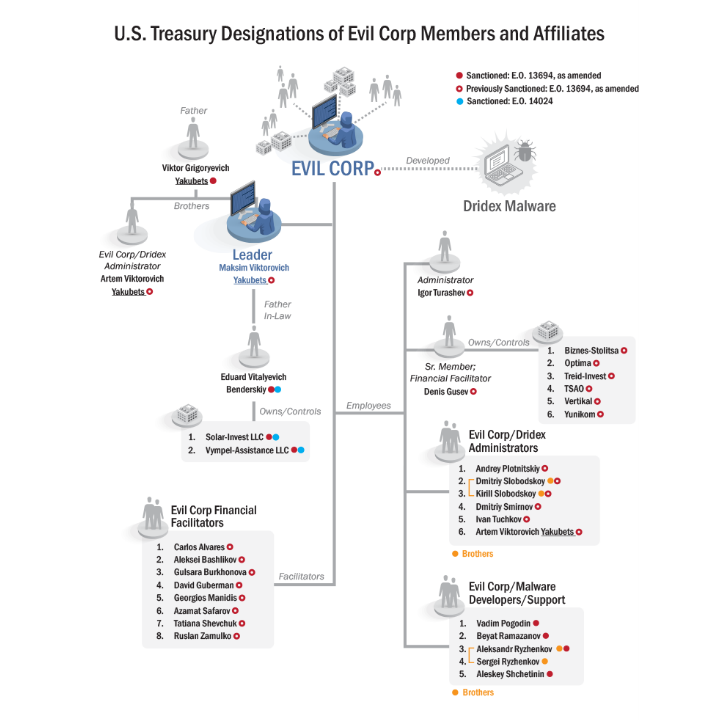 U.S. Treasury Designations of Evil Corp Members and Affiliates
Sanctioned: E.O. 13694, as amended
Previously Sanctioned: E.O. 13694, as amended
Sanctioned: E.O. 14024
Father
Viktor Grigoryevich
Yakubets
Brothers
EVIL CORP
Developed
Dridex Malware
Evil Corp/Dridex
Administrator
Artem Viktorovich
Yakubets
Leader
Maksim Viktorovich
Yakubets
Father
In-Law
Eduard Vitalyevich
Benderskiy
Owns/Controls
1. Solar-Invest LLC
2. Vympel-Assistance LLC
Employees
Administrator
Igor Turashev
Sr. Member;
Financial Facilitator
Denis Gusev
Owns/Controls
1. Biznes-Stolitsa
2. Optima
3. Treid-Invest
4. TSAO
5. Vertikal
6. Yunikom
Evil Corp/Dridex
Administrators
1. Andrey Plotnitskiy
2. Dmitriy Slobodskoy
3. Kirill Slobodskoy
4. Dmitriy Smirnov
5. Ivan Tuchkov
6. Artem Viktorovich Yakubets
Brothers
Evil Corp Financial
Facilitators
1. Carlos Alvares
2. Aleksei Bashlikov
3. Gulsara Burkhonova
4. David Guberman
5. Georgios Manidis
6. Azamat Safarov
7. Tatiana Shevchuk
8. Ruslan Zamulko
Facilitators
Evil Corp/Malware
Developers/Support
1. Vadim Pogodin
2. Beyat Ramazanov
3. Aleksandr Ryzhenkov
4. Sergei Ryzhenkov
5. Aleskey Shchetinin
Brothers